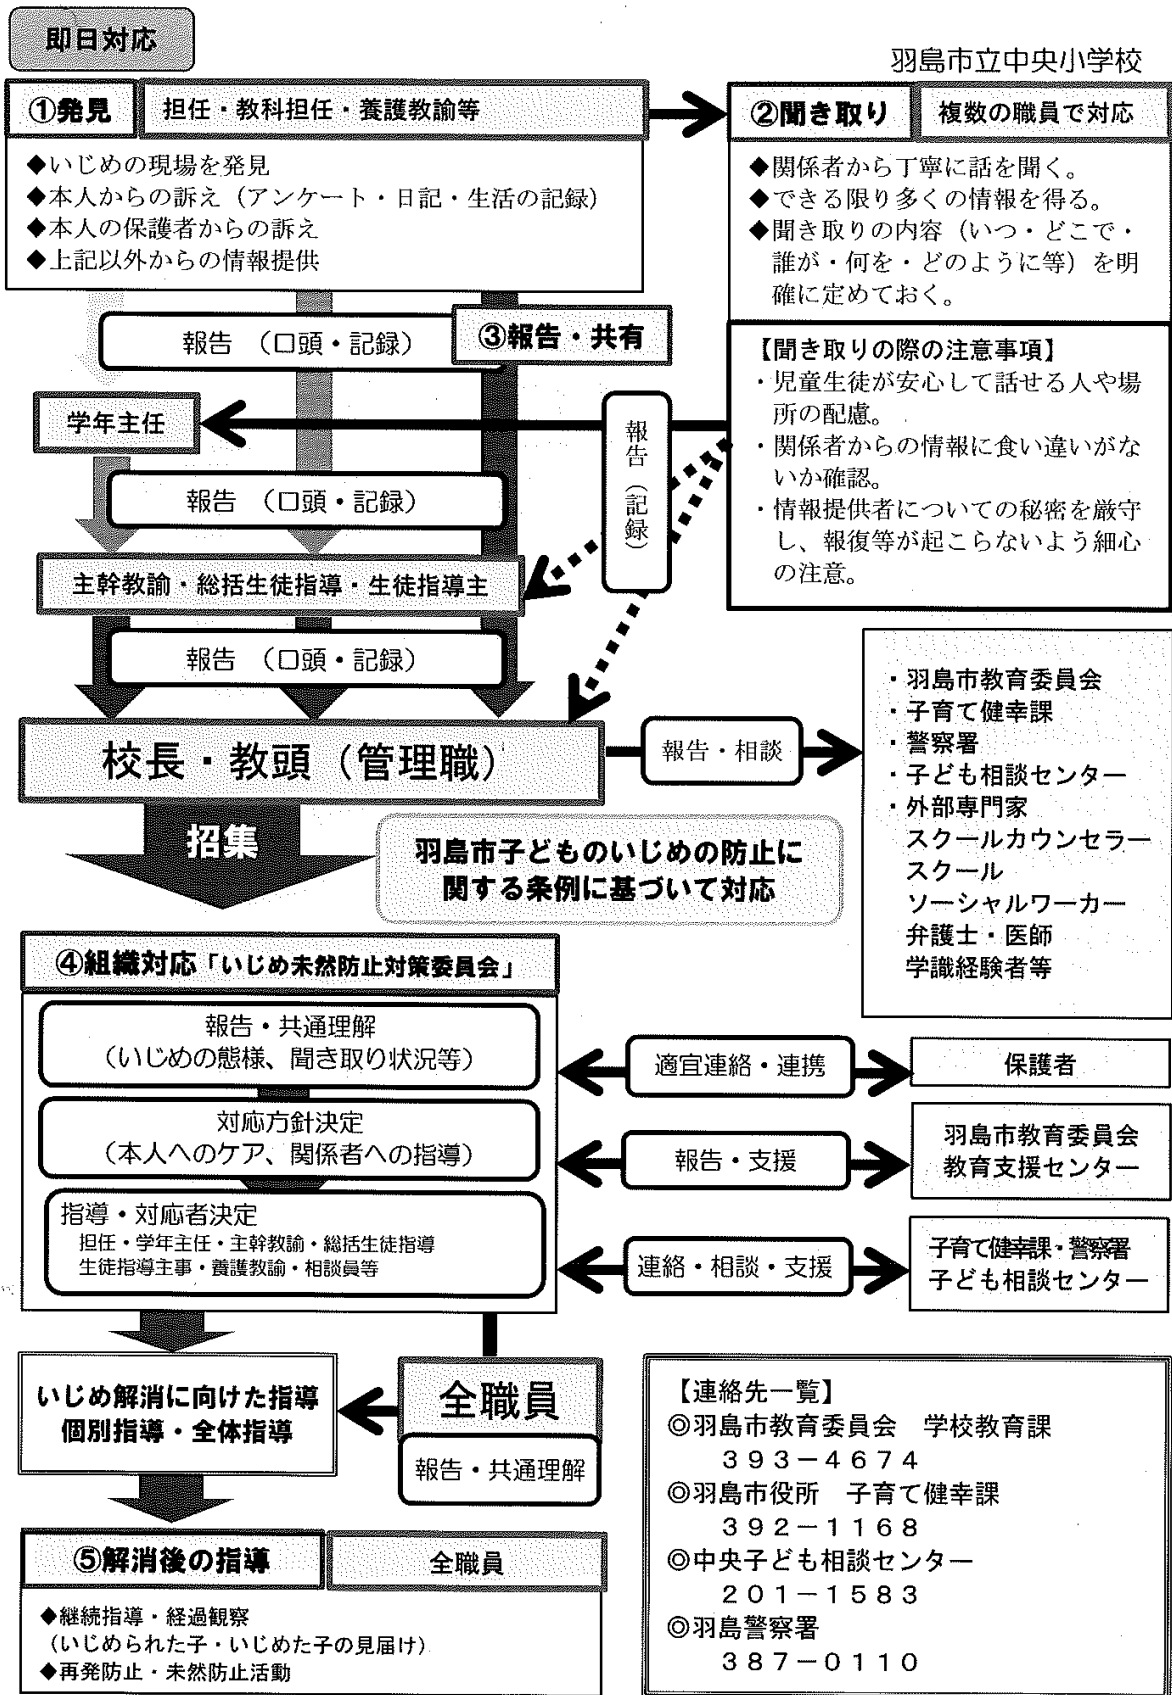 即日対応
羽島市立中央小学校
①発見
担任・教科担任・養護教諭等
◆いじめの現場を発見
◆本人からの訴え（アンケート・日記・生活の記録）
◆本人の保護者からの訴え
◆上記以外からの情報提供
②聞き取り
複数の職員で対応
◆関係者から丁寧に話を聞く。
◆できる限り多くの情報を得る。
◆聞き取りの内容（いつ・どこで・
誰が・何を・どのように等）を明
確に定めておく。
【聞き取りの際の注意事項】
・児童生徒が安心して話せる人や場
所の配慮。
・関係者からの情報に食い違いがな
いか確認。
・情報提供者についての秘密を厳守
し、報復等が起こらないよう細心
の注意。
報告　（口頭・記録）
③報告・共有
学年主任
報告（記録）
報告　（口頭・記録）
主幹教諭・総括生徒指導・生徒指導主
報告　（口頭・記録）
校長・教頭（管理職）
報告・相談
・羽島市教育委員会
・子育て健幸課
・警察署
・子ども相談センター
・外部専門家
スクールカウンセラー
スクール
ソーシャルワーカー
弁護士・医師
学識経験者等
招集
羽島市子どものいじめの防止に
関する条例に基づいて対応
④組織対応「いじめ未然防止対策委員会」
報告・共通理解
（いじめの態様、聞き取り状況等）
対応方針決定
（本人へのケア、関係者への指導）
指導・対応者決定
担任・学年主任・主幹教諭・総括生徒指導
生徒指導主事・養護教諭・相談員等
適宜連絡・連携
保護者
報告・支援
羽島市教育委員会
教育支援センター
連絡・相談・支援
子育て健幸課・警察署
子ども相談センター
いじめ解消に向けた指導
個別指導・全体指導
全職員
報告・共通理解
⑤解消後の指導
全職員
◆継続指導・経過観察
（いじめられた子・いじめた子の見届け）
◆再発防止・未然防止活動
【連絡先一覧】
◎羽島市教育委員会　学校教育課
３９３－４６７４
◎羽島市役所　子育て健幸課
３９２－１１６８
◎中央子ども相談センター
２０１－１５８３
◎羽島警察署
３８７－０１１０